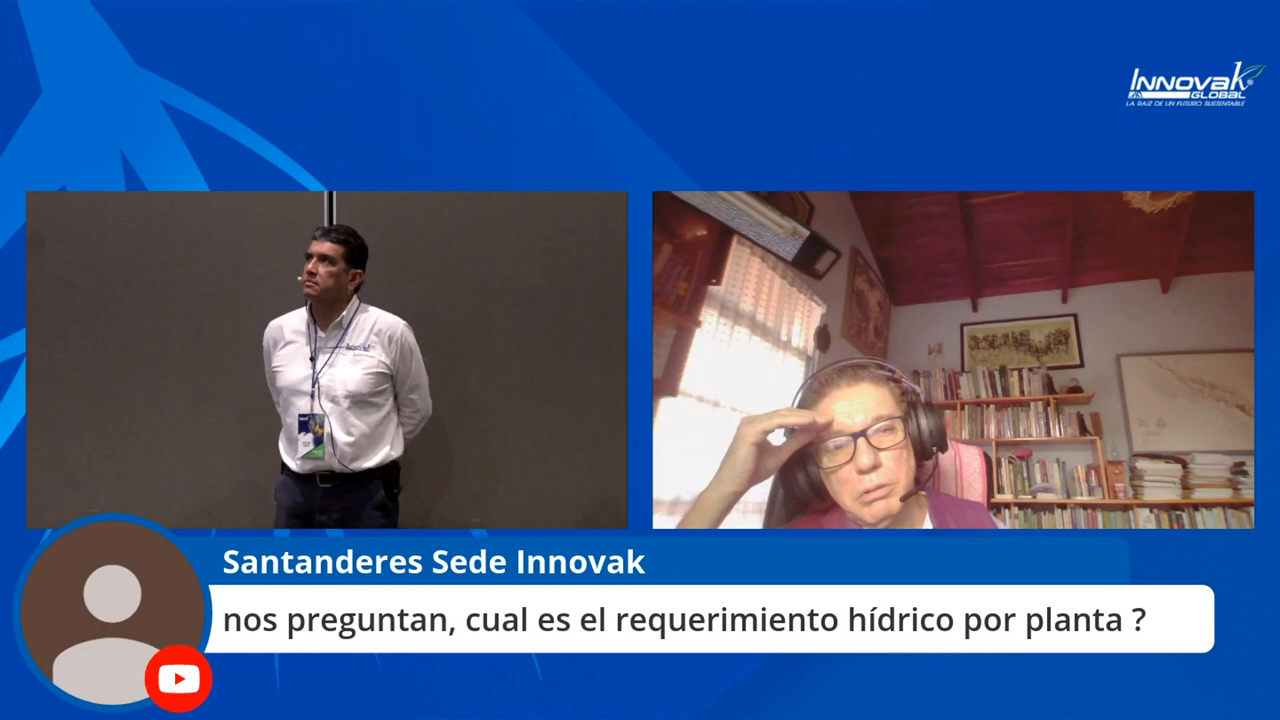 INNOVAK®
GLOBAL
LA RAÍZ DE UN FUTURO SUSTENTABLE
Santanderes Sede Innovak
nos preguntan, cual es el requerimiento hídrico por planta ?